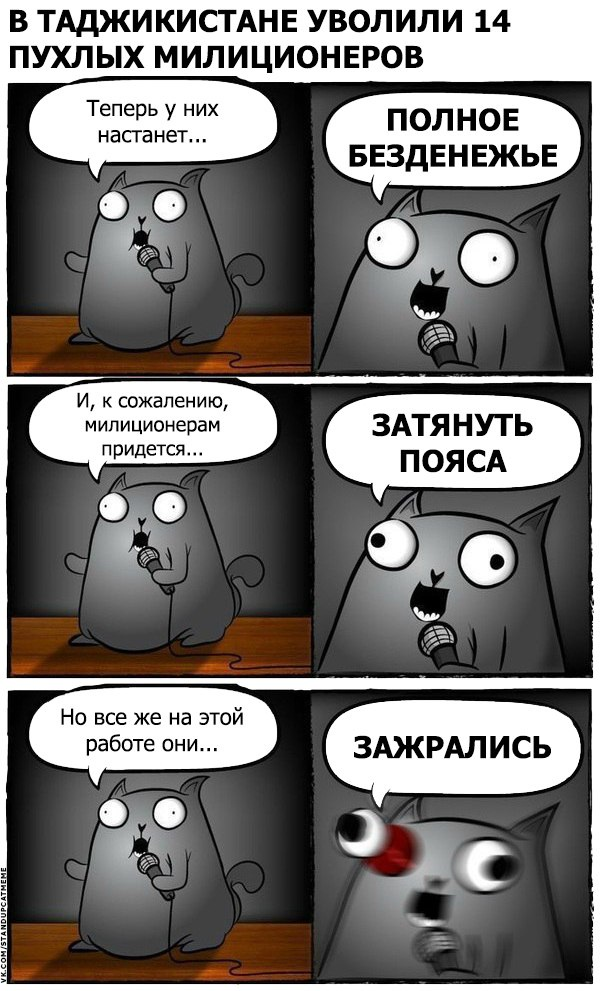 В ТАДЖИКИСТАНЕ УВОЛИЛИ 14
ПУХЛЫХ МИЛИЦИОНЕРОВ
Теперь у них
настанет...
ПОЛНОЕ
БЕЗДЕНЕЖЬЕ
И, к сожалению,
милиционерам
придется...
ЗАТЯНУТЬ
ПОЯСА
Но все же на этой
работе они...
ЗАЖРАЛИСЬ
VK.COM/STANDUPCATMEME